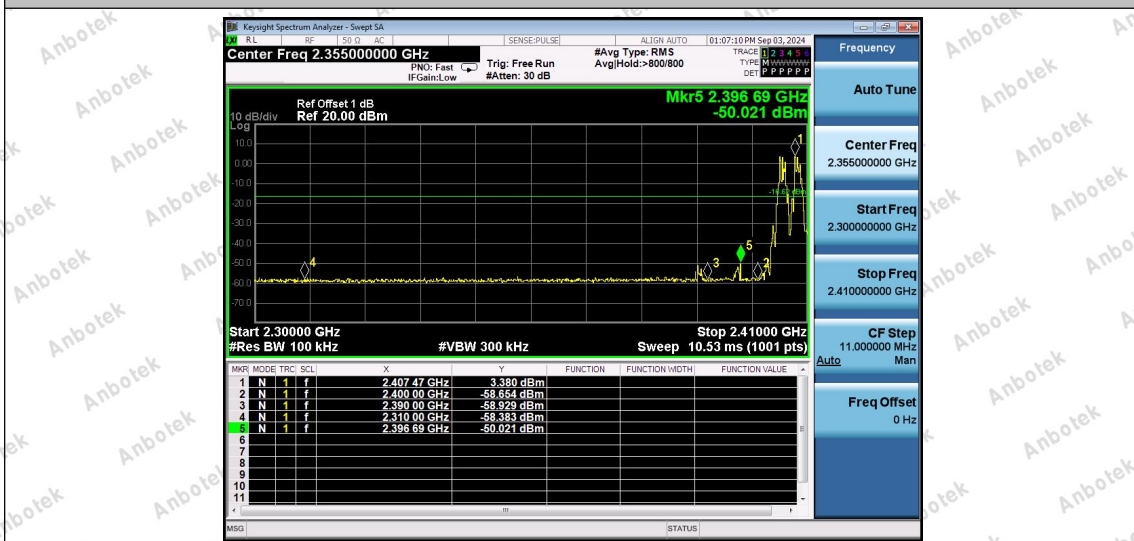 Keysight Spectrum Analyzer - Swept SA
LXI RL RF 50 Ω AC SENSE:PULSE ALIGN AUTO 01:07:10 PM Sep 03, 2024
Center Freq 2.355000000 GHz
PNO: Fast
IFGain:Low
Trig: Free Run
#Atten: 30 dB
#Avg Type: RMS
Avg|Hold:>800/800
TRACE 1 2 3 4 5 6
TYPE M WWWWW
DET P P P P P P
Ref Offset 1 dB
10 dB/div Ref 20.00 dBm
Log
Mkr5 2.396 69 GHz
-50.021 dBm
10.0
0.00
-10.0
-20.0
-30.0
-40.0
-50.0
-60.0
-70.0
1
5
4
3
2
Start 2.30000 GHz Stop 2.41000 GHz
#Res BW 100 kHz #VBW 300 kHz Sweep 10.53 ms (1001 pts)
MKR MODE TRC SCL X Y FUNCTION FUNCTION WIDTH FUNCTION VALUE
1 N 1 f 2.407 47 GHz 3.380 dBm
2 N 1 f 2.400 00 GHz -58.654 dBm
3 N 1 f 2.390 00 GHz -58.929 dBm
4 N 1 f 2.310 00 GHz -58.383 dBm
5 N 1 f 2.396 69 GHz -50.021 dBm
6
7
8
9
10
11
MSG STATUS
Frequency
Auto Tune
Center Freq
2.355000000 GHz
Start Freq
2.300000000 GHz
Stop Freq
2.410000000 GHz
CF Step
11.000000 MHz
Auto Man
Freq Offset
0 Hz
Anbotek